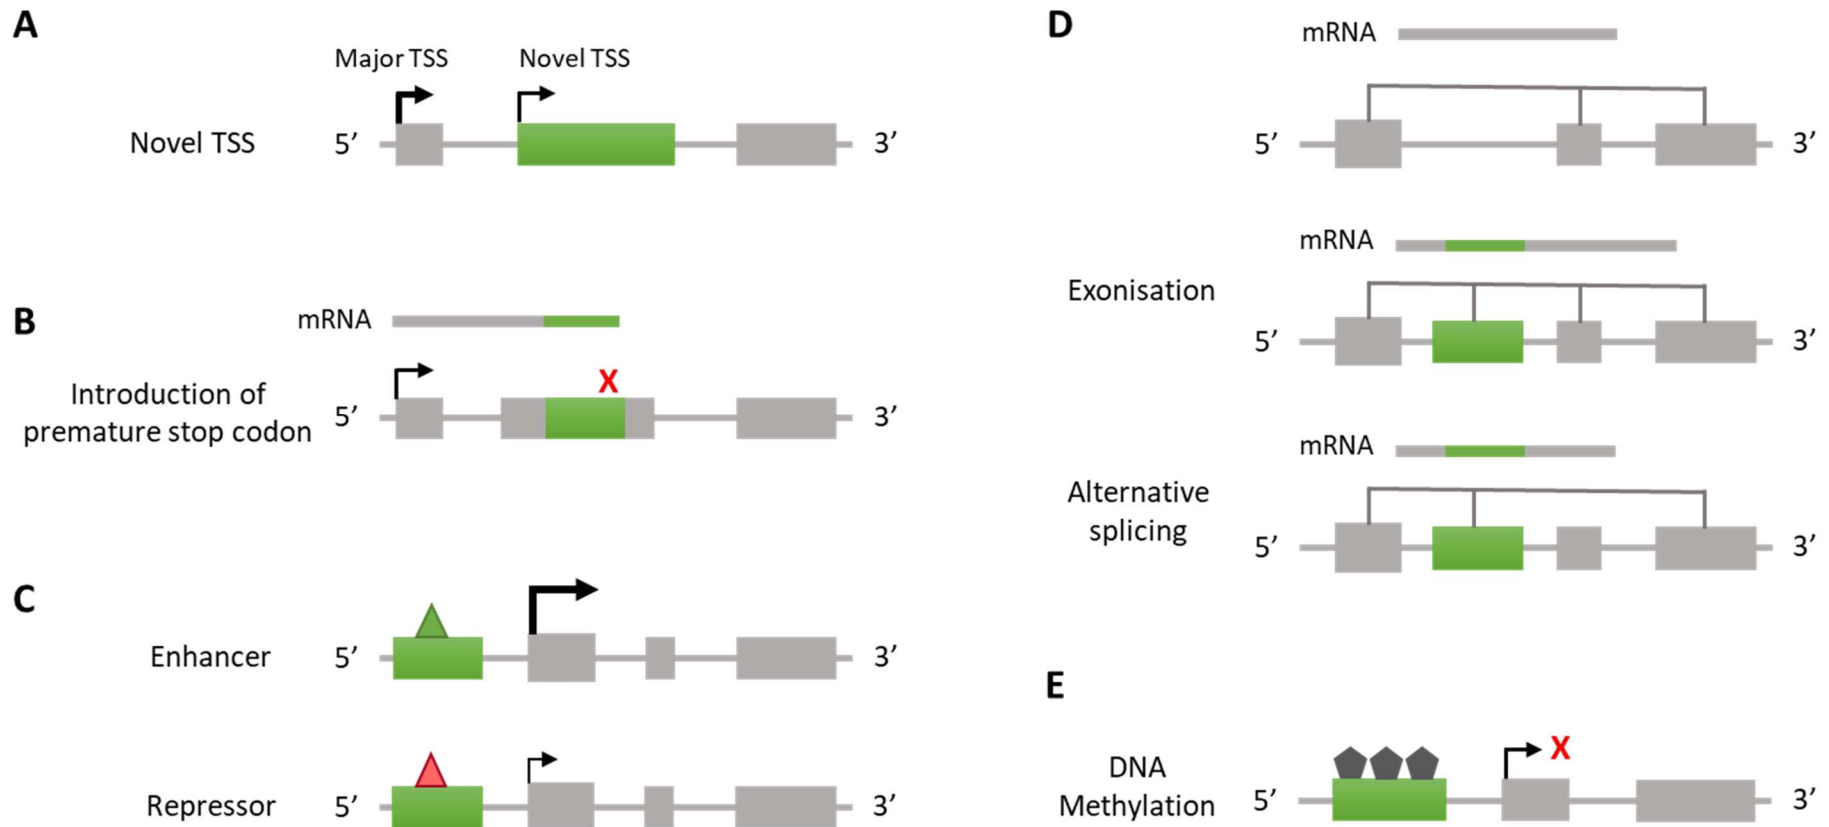 A
Major TSS
Novel TSS
Novel TSS
5’
3’
B
mRNA
X
Introduction of
premature stop codon
5’
3’
C
Enhancer
5’
3’
Repressor
5’
3’
D
mRNA
5’
3’
mRNA
Exonisation
5’
3’
mRNA
Alternative
splicing
5’
3’
E
X
DNA
Methylation
5’
3’